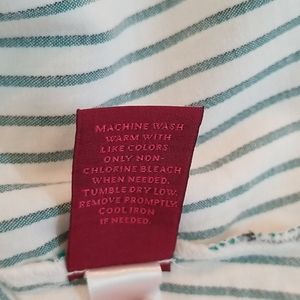 MACHINE WASH
WARM WITH
LIKE COLORS.
ONLY NON-
CHLORINE BLEACH
WHEN NEEDED.
TUMBLE DRY LOW.
REMOVE PROMPTLY.
COOL IRON
IF NEEDED.